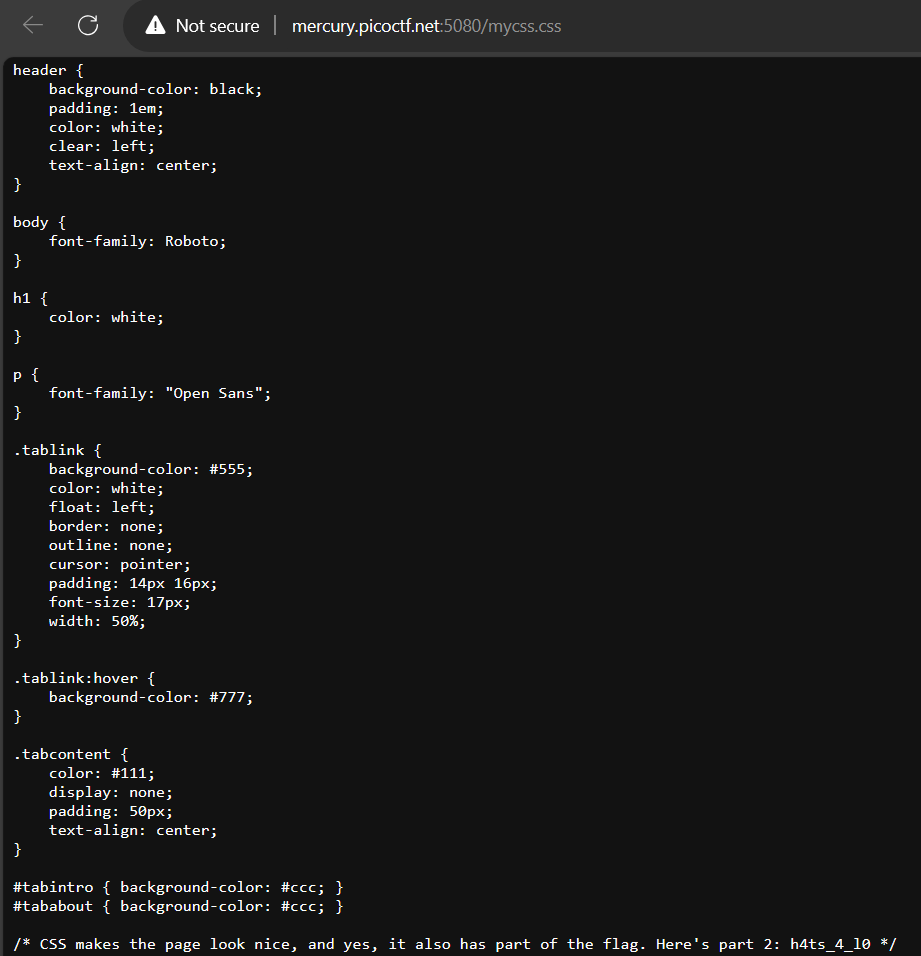 Not secure mercury.picoctf.net:5080/mycss.css
header {
    background-color: black;
    padding: 1em;
    color: white;
    clear: left;
    text-align: center;
}

body {
    font-family: Roboto;
}

h1 {
    color: white;
}

p {
    font-family: "Open Sans";
}

.tablink {
    background-color: #555;
    color: white;
    float: left;
    border: none;
    outline: none;
    cursor: pointer;
    padding: 14px 16px;
    font-size: 17px;
    width: 50%;
}

.tablink:hover {
    background-color: #777;
}

.tabcontent {
    color: #111;
    display: none;
    padding: 50px;
    text-align: center;
}

#tabintro { background-color: #ccc; }
#tababout { background-color: #ccc; }

/* CSS makes the page look nice, and yes, it also has part of the flag. Here's part 2: h4ts_4_l0 */